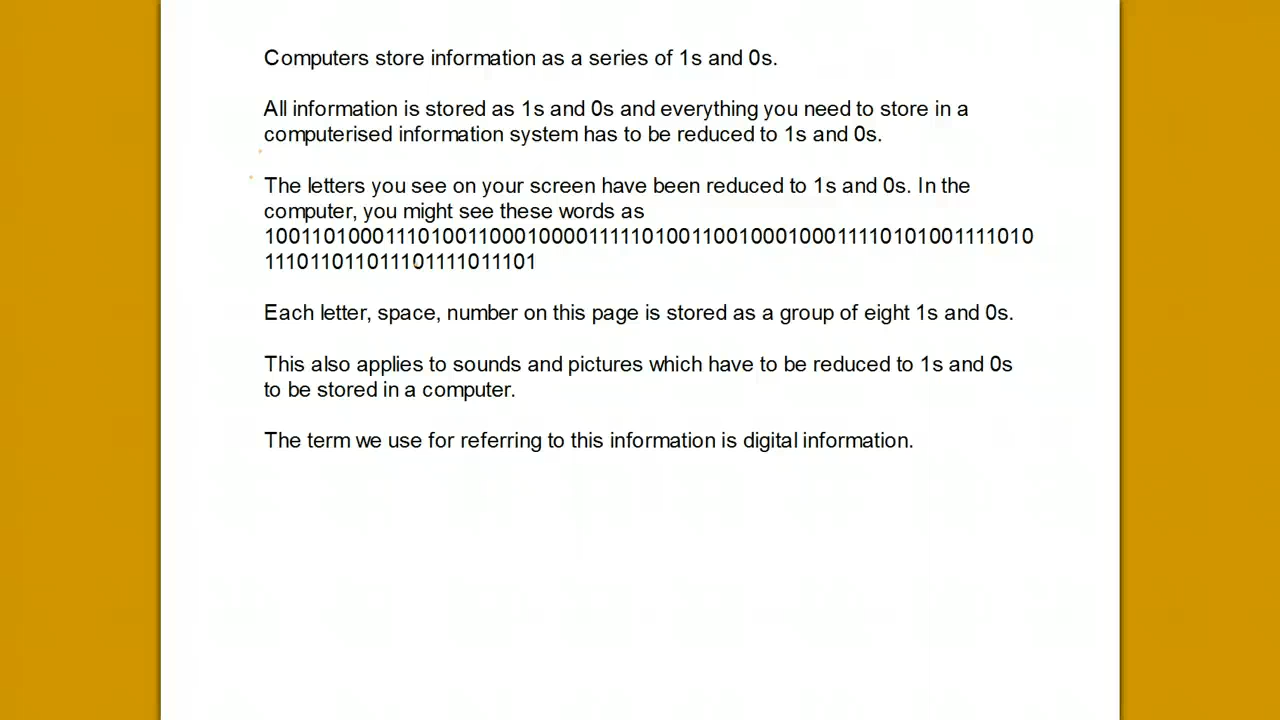 Computers store information as a series of 1s and 0s.
All information is stored as 1s and 0s and everything you need to store in a
computerised information system has to be reduced to 1s and 0s.
The letters you see on your screen have been reduced to 1s and 0s. In the
computer, you might see these words as
1001101000111010011000100001111101001100100010001111010100111​1010
11101101101110​1111011101
Each letter, space, number on this page is stored as a group of eight 1s and 0s.
This also applies to sounds and pictures which have to be reduced to 1s and 0s
to be stored in a computer.
The term we use for referring to this information is digital information.